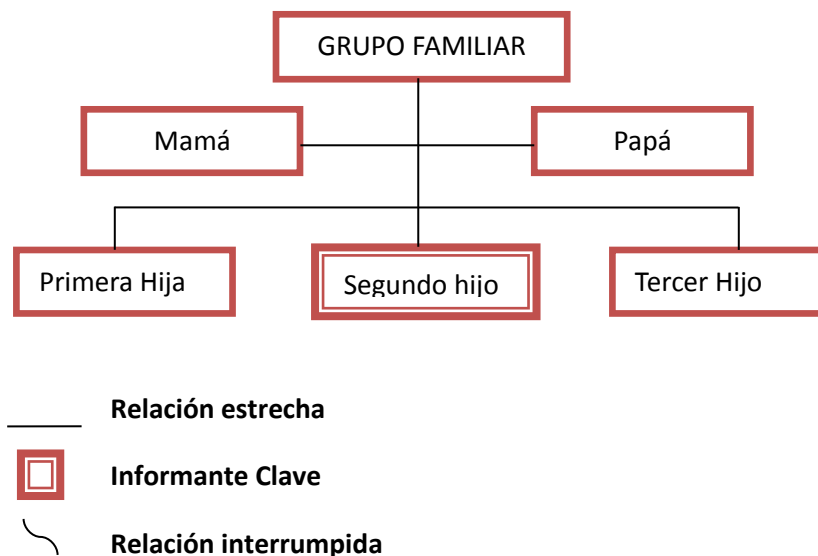 GRUPO FAMILIAR
Mamá
Papá
Primera Hija
Segundo hijo
Tercer Hijo
Relación estrecha
Informante Clave
Relación interrumpida